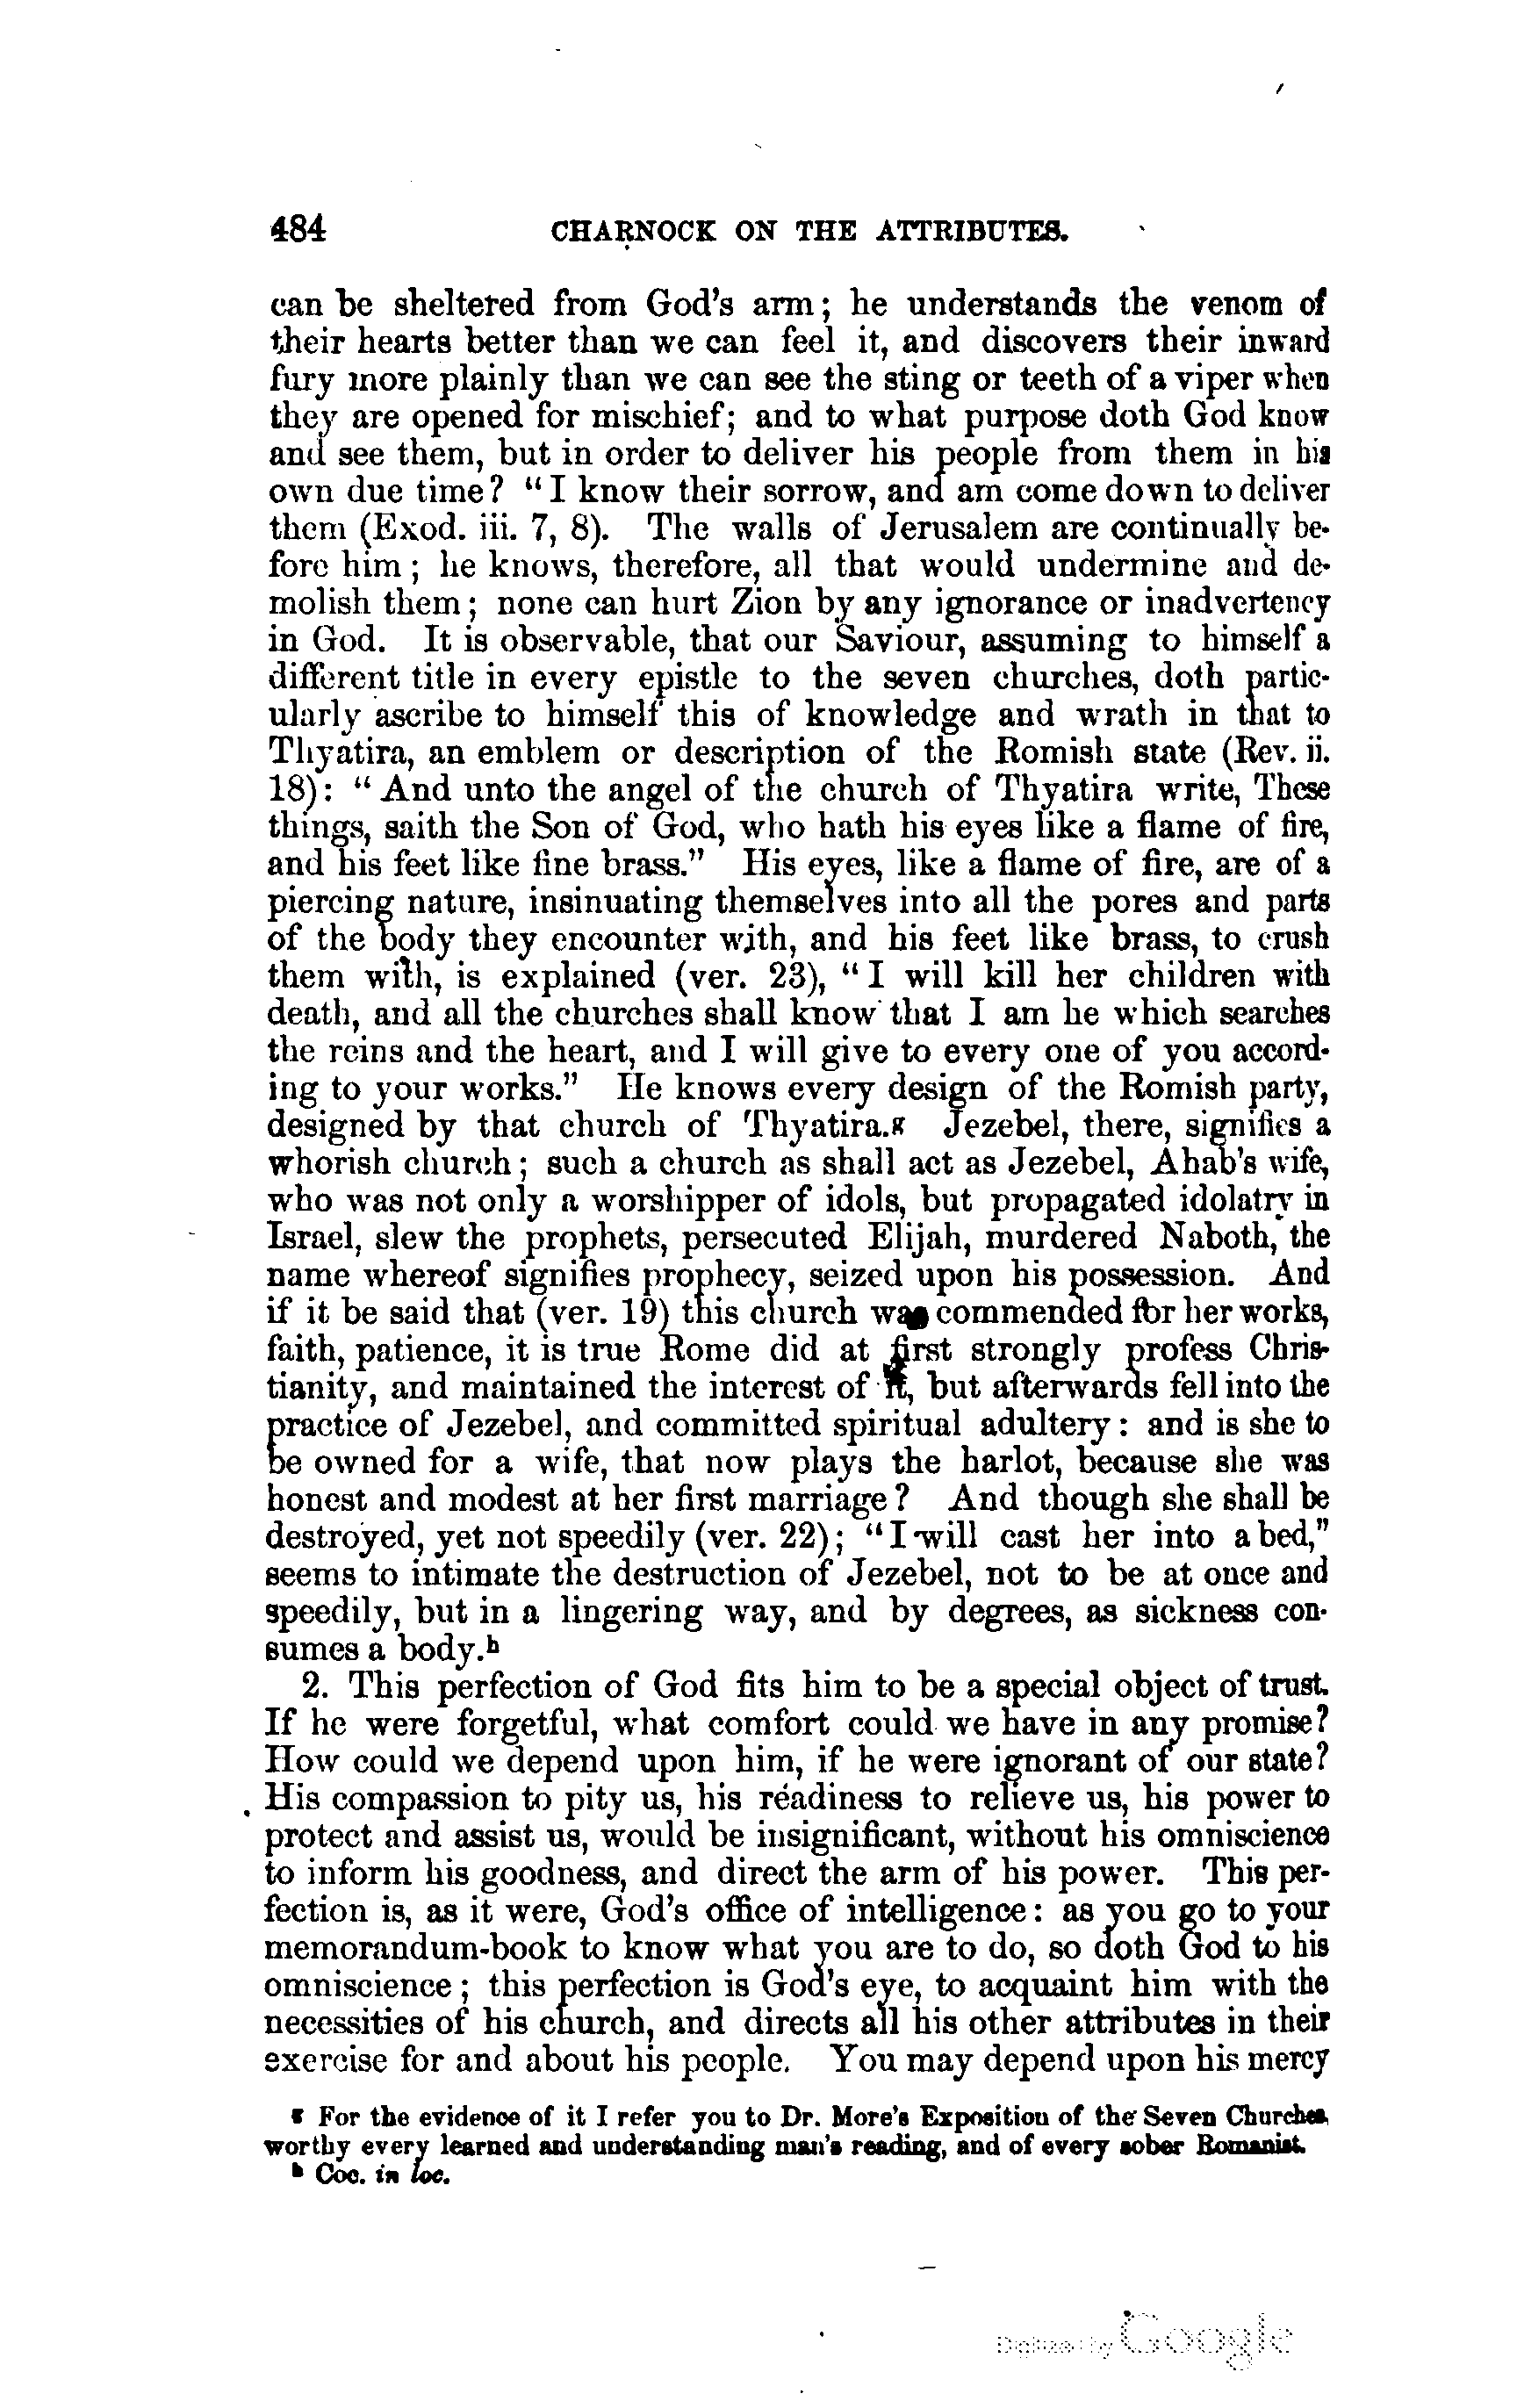 484 CHARNOCK ON THE ATTRIBUTES.
can be sheltered from God's arm; he understands the venom of
their hearts better than we can feel it, and discovers their inward
fury more plainly than we can see the sting or teeth of a viper when
they are opened for mischief; and to what purpose doth God know
and see them, but in order to deliver his people from them in his
own due time? "I know their sorrow, and am come down to deliver
them (Exod. iii. 7, 8). The walls of Jerusalem are continually be-
fore him; he knows, therefore, all that would undermine and de-
molish them; none can hurt Zion by any ignorance or inadvertency
in God. It is observable, that our Saviour, assuming to himself a
different title in every epistle to the seven churches, doth partic-
ularly ascribe to himself this of knowledge and wrath in that to
Thyatira, an emblem or description of the Romish state (Rev. ii.
18): "And unto the angel of the church of Thyatira write, These
things, saith the Son of God, who hath his eyes like a flame of fire,
and his feet like fine brass." His eyes, like a flame of fire, are of a
piercing nature, insinuating themselves into all the pores and parts
of the body they encounter with, and his feet like brass, to crush
them with, is explained (ver. 23), "I will kill her children with
death, and all the churches shall know that I am he which searches
the reins and the heart, and I will give to every one of you accord-
ing to your works." He knows every design of the Romish party,
designed by that church of Thyatira.g Jezebel, there, signifies a
whorish church; such a church as shall act as Jezebel, Ahab's wife,
who was not only a worshipper of idols, but propagated idolatry in
Israel, slew the prophets, persecuted Elijah, murdered Naboth, the
name whereof signifies prophecy, seized upon his possession. And
if it be said that (ver. 19) this church was commended for her works,
faith, patience, it is true Rome did at first strongly profess Chris-
tianity, and maintained the interest of it, but afterwards fell into the
practice of Jezebel, and committed spiritual adultery: and is she to
be owned for a wife, that now plays the harlot, because she was
honest and modest at her first marriage? And though she shall be
destroyed, yet not speedily (ver. 22); "I will cast her into a bed,"
seems to intimate the destruction of Jezebel, not to be at once and
speedily, but in a lingering way, and by degrees, as sickness con-
sumes a body.h
2. This perfection of God fits him to be a special object of trust.
If he were forgetful, what comfort could we have in any promise?
How could we depend upon him, if he were ignorant of our state?
His compassion to pity us, his readiness to relieve us, his power to
protect and assist us, would be insignificant, without his omniscience
to inform his goodness, and direct the arm of his power. This per-
fection is, as it were, God's office of intelligence: as you go to your
memorandum-book to know what you are to do, so doth God to his
omniscience; this perfection is God's eye, to acquaint him with the
necessities of his church, and directs all his other attributes in their
exercise for and about his people. You may depend upon his mercy
g For the evidence of it I refer you to Dr. More's Exposition of the Seven Churches,
worthy every learned and understanding man's reading, and of every sober Romanist.
h Coc. in loc.
Digitized by Google